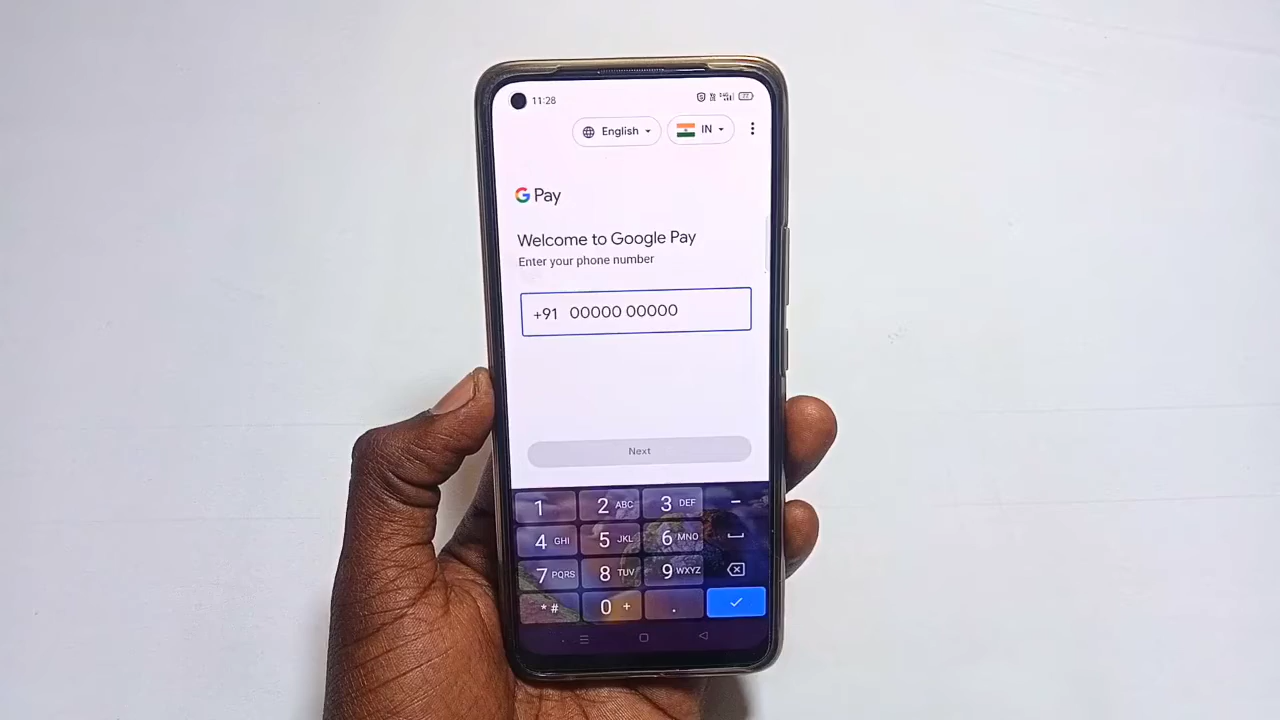 11:28
English IN
G Pay
Welcome to Google Pay
Enter your phone number
+91 00000 00000
Next
1 2 ABC 3 DEF -
4 GHI 5 JKL 6 MNO
7 PQRS 8 TUV 9 WXYZ
*# 0 + .